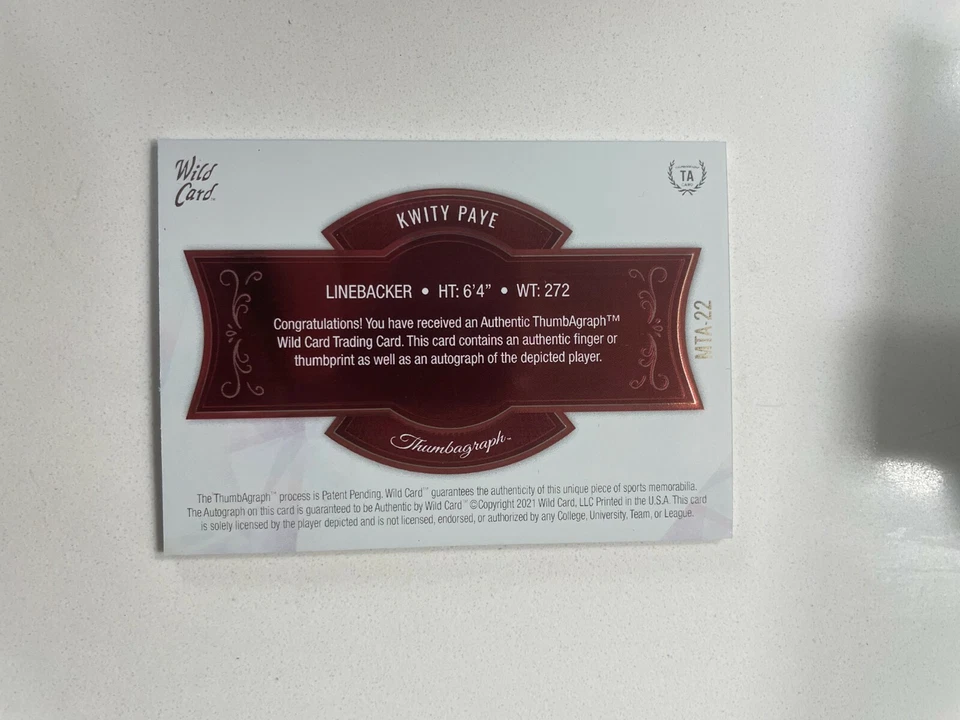 Wild
Card™
TA
KWITY PAYE
LINEBACKER • HT: 6'4" • WT: 272
Congratulations! You have received an Authentic ThumbAgraph™
Wild Card Trading Card. This card contains an authentic finger or
thumbprint as well as an autograph of the depicted player.
MTA-22
Thumbagraph™
The ThumbAgraph™ process is Patent Pending. Wild Card™ guarantees the authenticity of this unique piece of sports memorabilia.
The Autograph on this card is guaranteed to be Authentic by Wild Card™ ©Copyright 2021 Wild Card, LLC Printed in the U.S.A. This card
is solely licensed by the player depicted and is not licensed, endorsed, or authorized by any College, University, Team, or League.